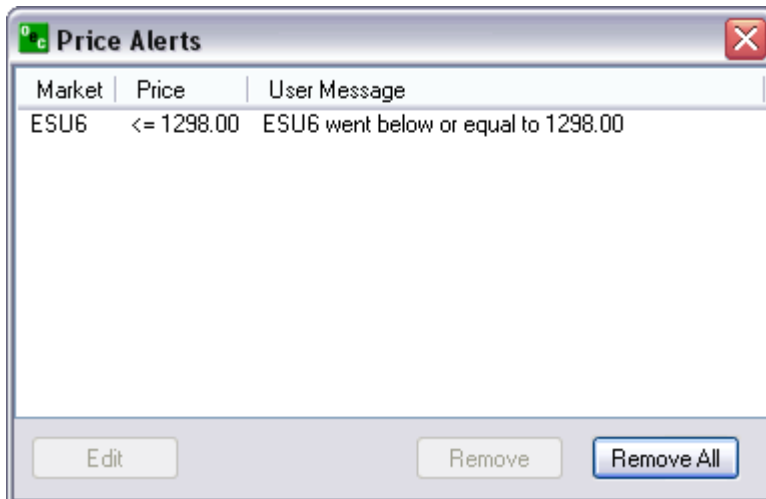 Oec Price Alerts
Market Price User Message
ESU6 <= 1298.00 ESU6 went below or equal to 1298.00
Edit Remove Remove All